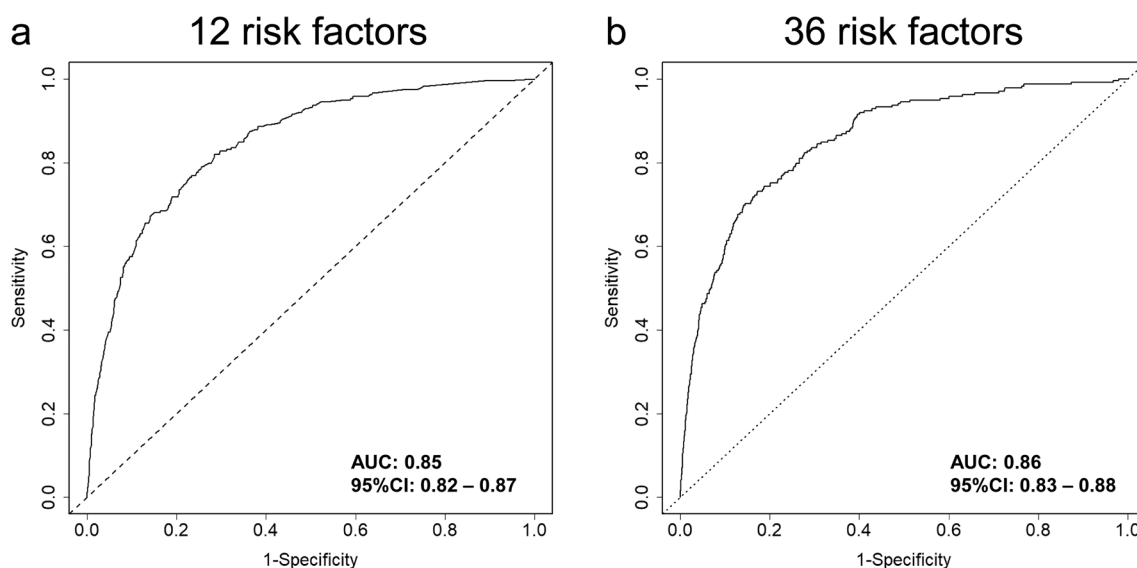 a
12 risk factors
1.0
0.8
0.6
0.4
0.2
0.0
Sensitivity
AUC: 0.85
95%CI: 0.82 – 0.87
0.0 0.2 0.4 0.6 0.8 1.0
1-Specificity
b
36 risk factors
1.0
0.8
0.6
0.4
0.2
0.0
Sensitivity
AUC: 0.86
95%CI: 0.83 – 0.88
0.0 0.2 0.4 0.6 0.8 1.0
1-Specificity